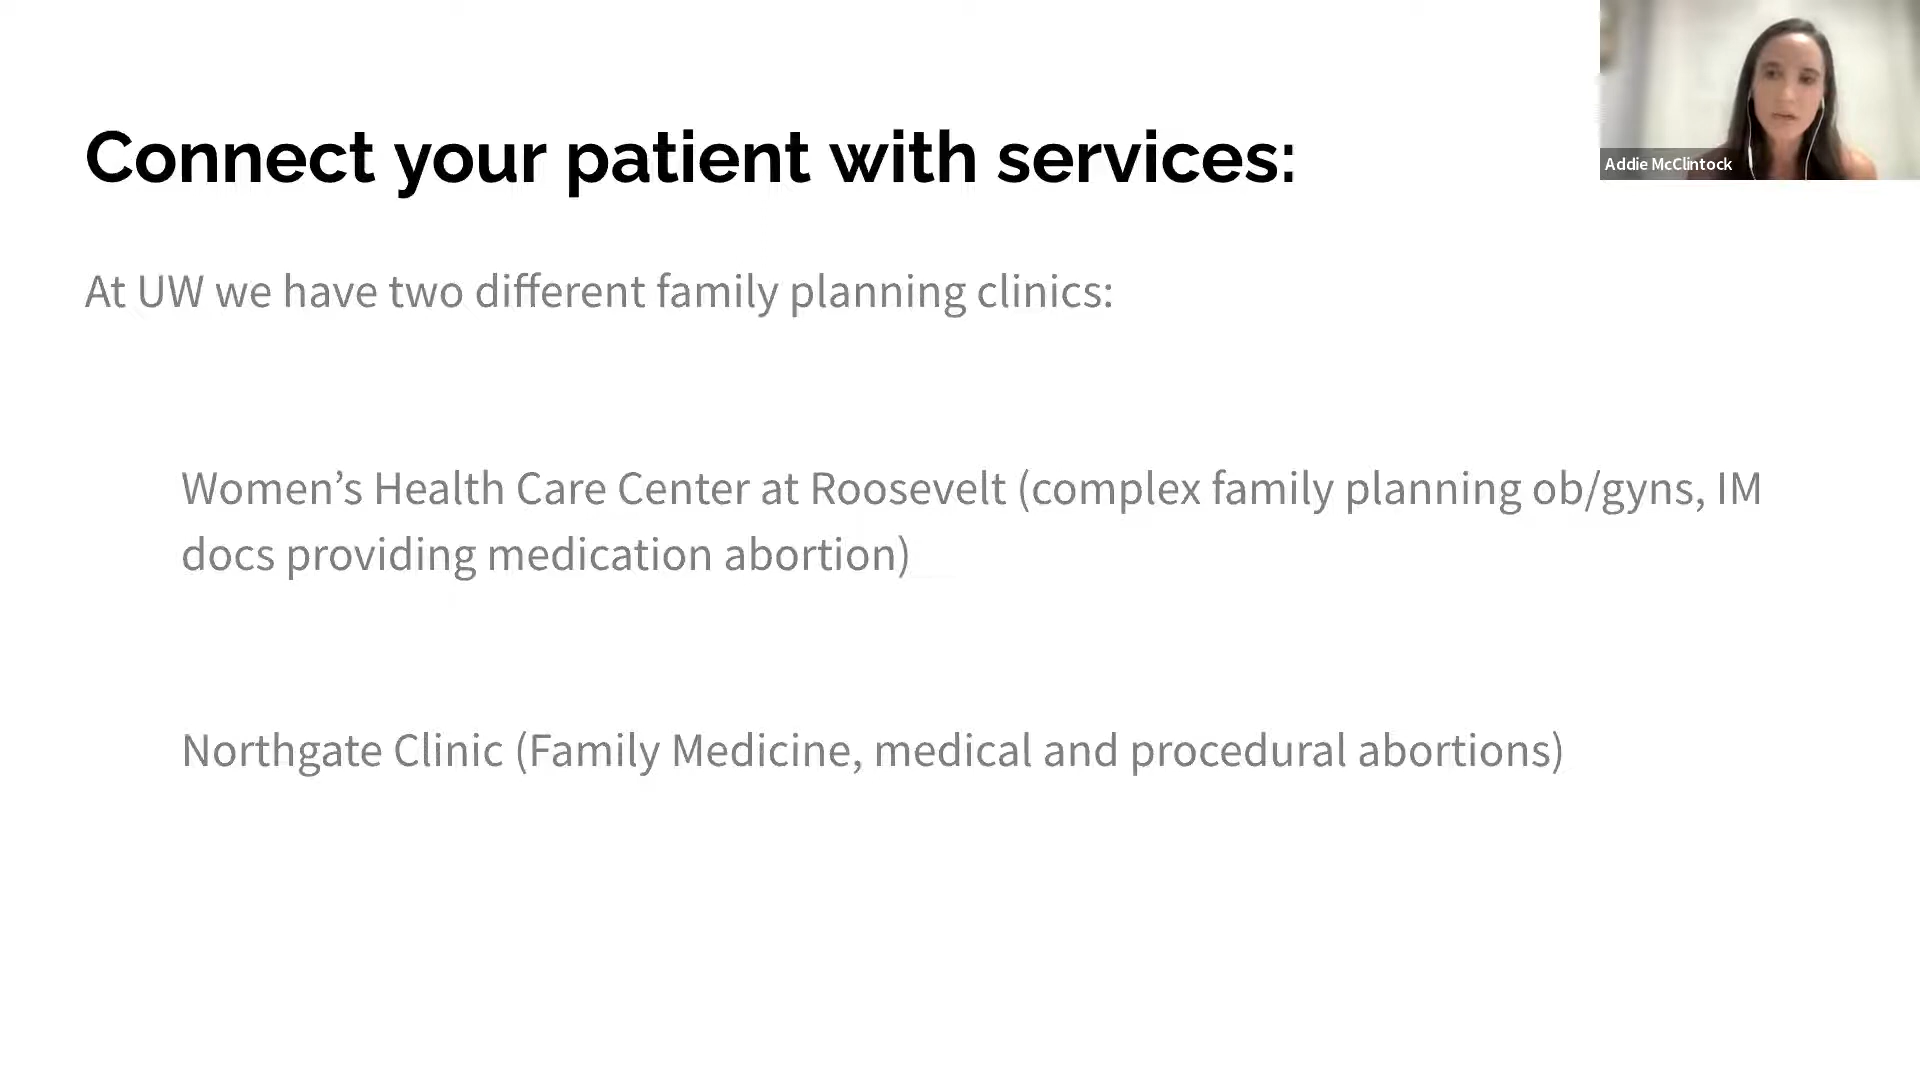 Connect your patient with services:
Addie McClintock
At UW we have two different family planning clinics:
Women’s Health Care Center at Roosevelt (complex family planning ob/gyns, IM
docs providing medication abortion)
Northgate Clinic (Family Medicine, medical and procedural abortions)